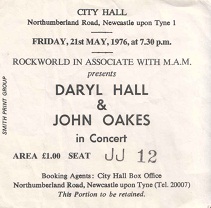 CITY HALL
Northumberland Road, Newcastle upon Tyne 1
FRIDAY, 21st MAY, 1976, at 7.30 p.m.
ROCKWORLD IN ASSOCIATE WITH M.A.M.
presents
DARYL HALL
&
JOHN OAKES
in Concert
AREA £1.00 SEAT JJ 12
Booking Agents: City Hall Box Office
Northumberland Road, Newcastle upon Tyne (Tel. 20007)
This Portion to be retained.
SMITH PRINT GROUP